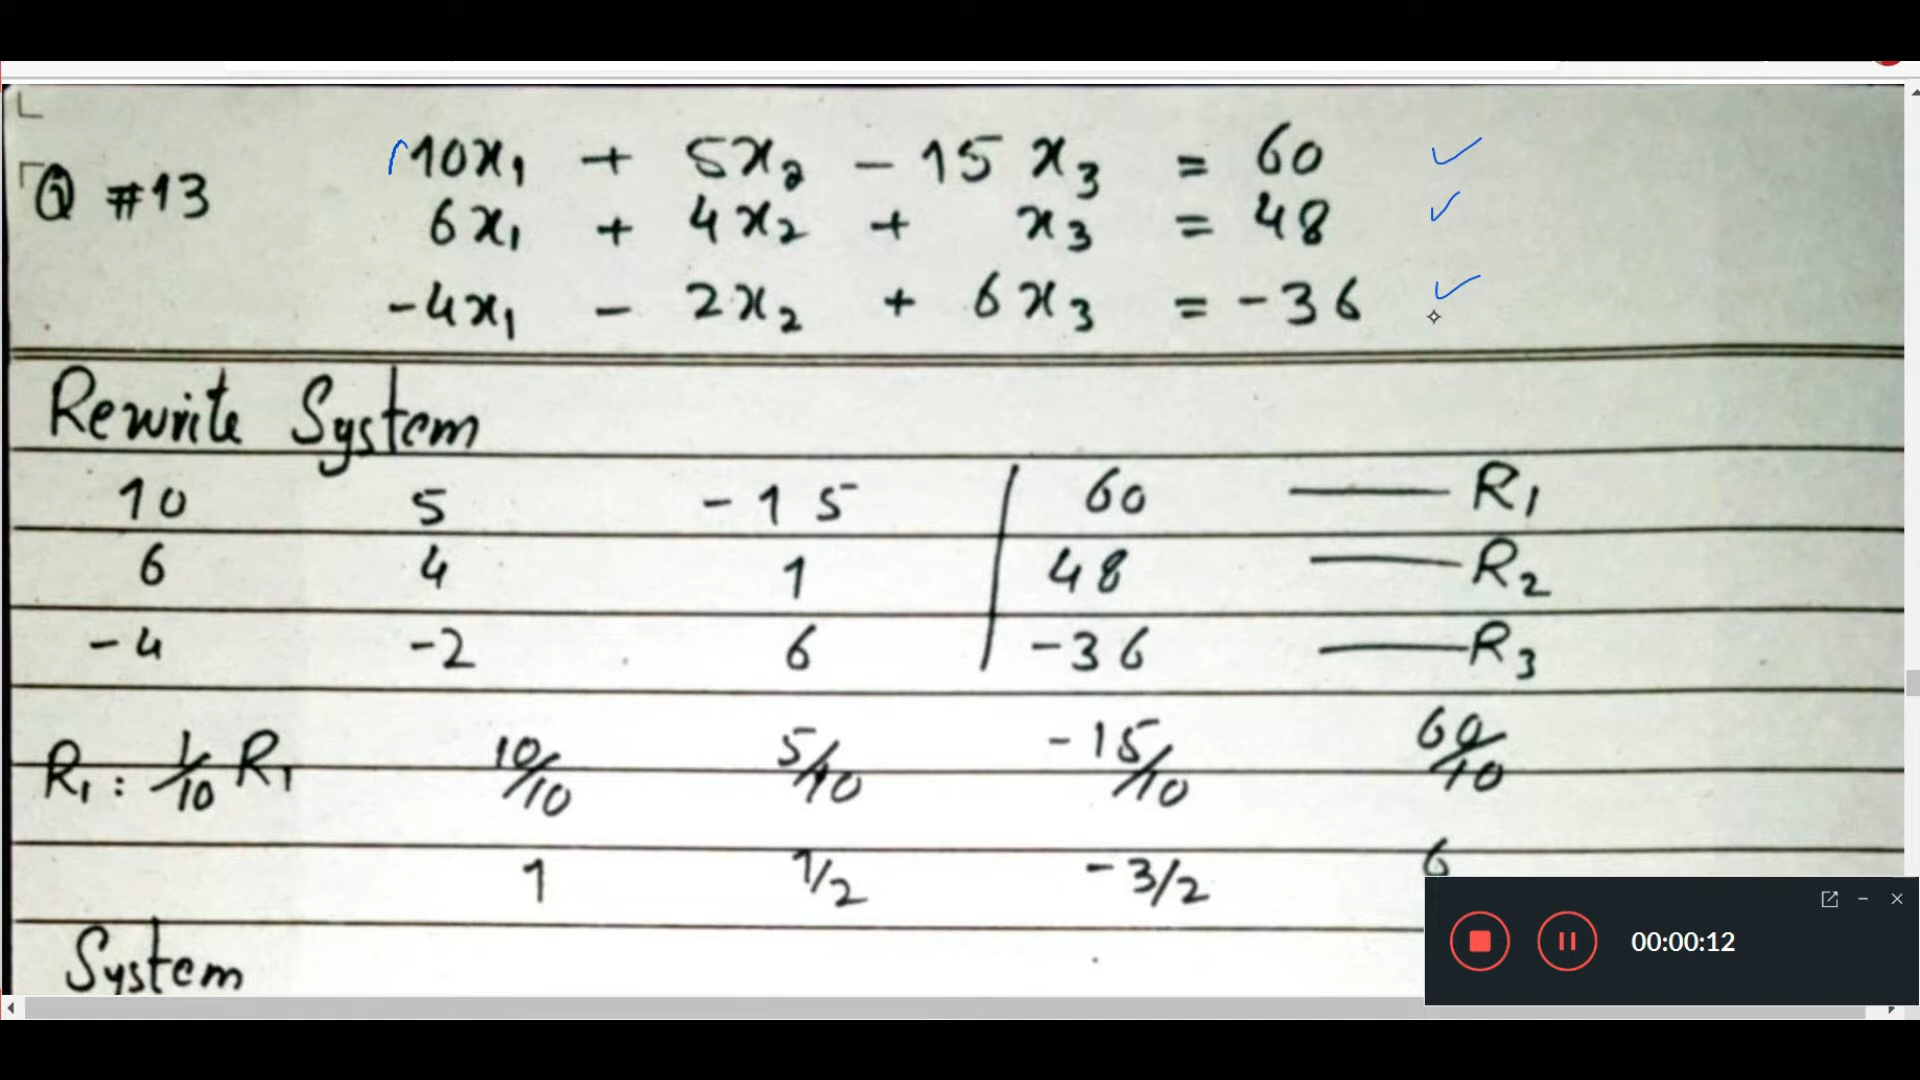 10x₁ + 5x₂ - 15x₃ = 60
Q #13
6x₁ + 4x₂ + x₃ = 48
-4x₁ - 2x₂ + 6x₃ = -36
Rewrite System
10 5 -15 | 60 — R₁
6 4 1 | 48 — R₂
-4 -2 6 | -36 — R₃
R₁ : 1/10 R₁ 10/10 5/10 -15/10 60/10
1 1/2 -3/2 6
System
00:00:12